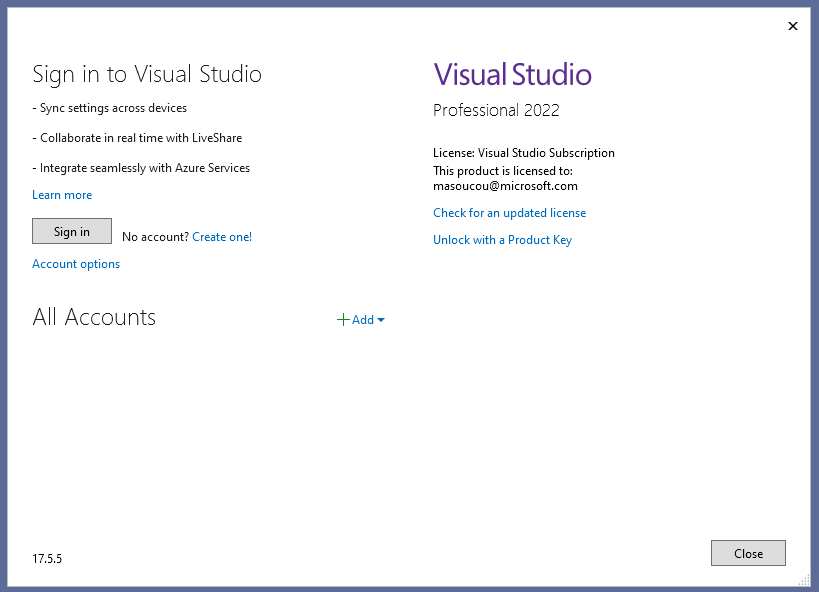 Sign in to Visual Studio
- Sync settings across devices
- Collaborate in real time with LiveShare
- Integrate seamlessly with Azure Services
Learn more
Sign in
No account? Create one!
Account options
All Accounts
Add
17.5.5
Visual Studio
Professional 2022
License: Visual Studio Subscription
This product is licensed to:
masoucou@microsoft.com
Check for an updated license
Unlock with a Product Key
Close